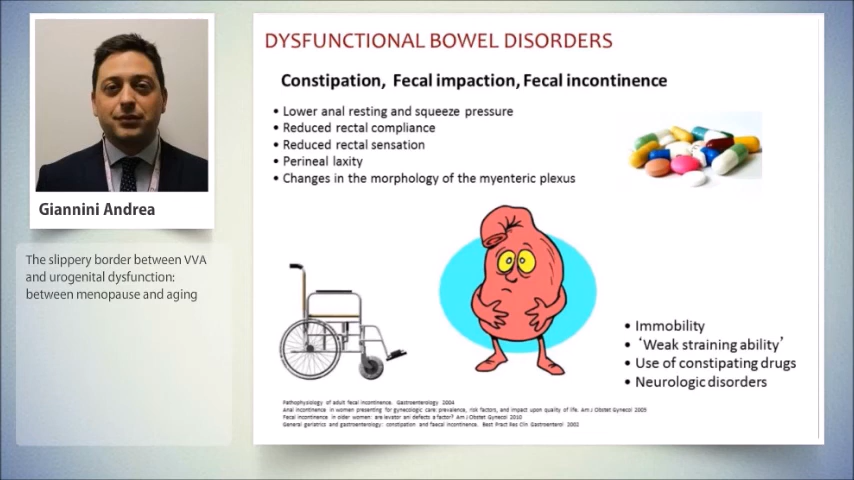 Giannini Andrea
The slippery border between VVA
and urogenital dysfunction:
between menopause and aging
DYSFUNCTIONAL BOWEL DISORDERS
Constipation, Fecal impaction, Fecal incontinence
• Lower anal resting and squeeze pressure
• Reduced rectal compliance
• Reduced rectal sensation
• Perineal laxity
• Changes in the morphology of the myenteric plexus
• Immobility
• ‘Weak straining ability’
• Use of constipating drugs
• Neurologic disorders
Pathophysiology of adult fecal incontinence. Gastroenterology 2004
Anal incontinence in women presenting for gynecologic care: prevalence, risk factors, and impact upon quality of life. Am J Obstet Gynecol 2005
Fecal incontinence in older women: are levator ani defects a factor? Am J Obstet Gynecol 2010
General geriatrics and gastroenterology: constipation and faecal incontinence. Best Pract Res Clin Gastroenterol 2002